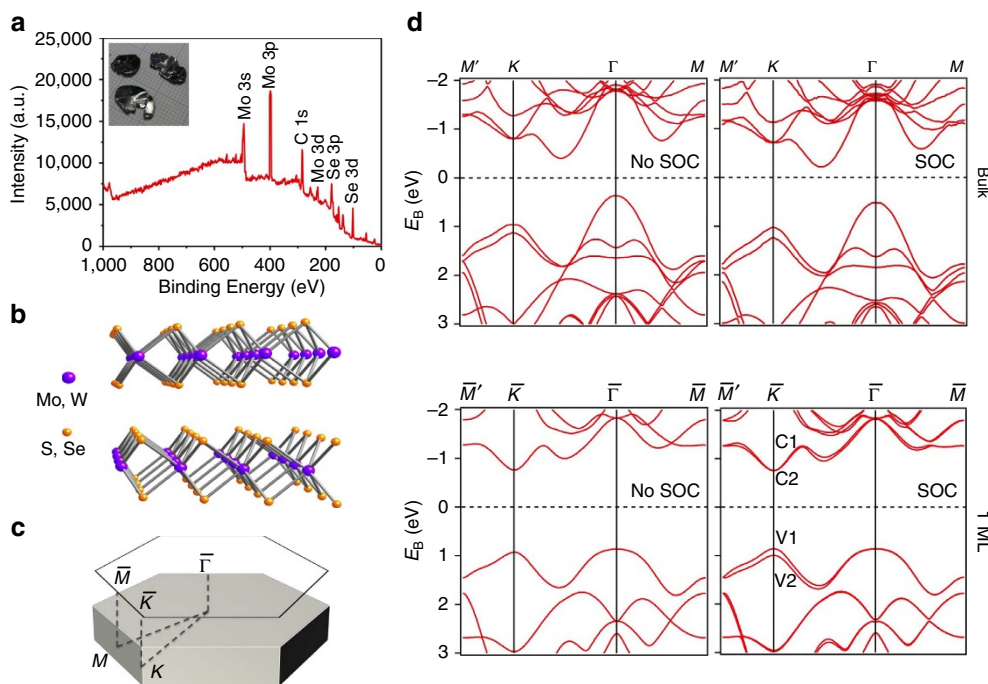 a
25,000
20,000
15,000
10,000
5,000
0
Intensity (a.u.)
Mo 3s
Mo 3p
C 1s
Mo 3d
Se 3p
Se 3d
1,000 800 600 400 200 0
Binding Energy (eV)
b
Mo, W
S, Se
c
M̅
K̅
Γ̅
M
K
d
M′ K Γ M
−2
−1
0
1
2
3
E_B (eV)
No SOC
M′ K Γ M
SOC
Bulk
M̅′ K̅ Γ̅ M̅
−2
−1
0
1
2
3
E_B (eV)
No SOC
M̅′ K̅ Γ̅ M̅
C1
C2
SOC
V1
V2
1 ML